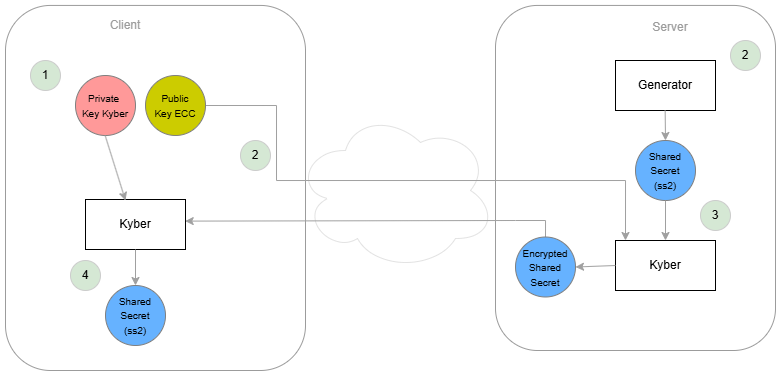 Client
Server
1
Private
Key Kyber
Public
Key ECC
2
2
Generator
Shared
Secret
(ss2)
3
Kyber
Kyber
Encrypted
Shared
Secret
4
Shared
Secret
(ss2)